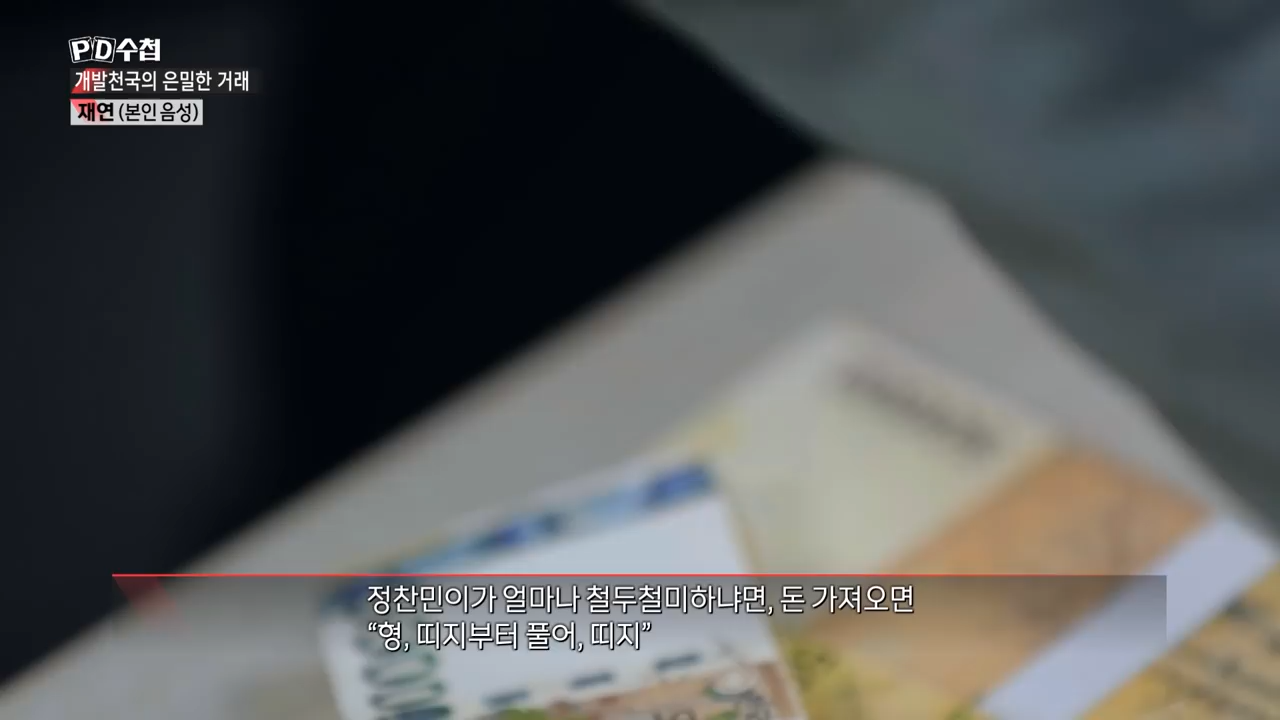 PD수첩
개발천국의 은밀한 거래
재연 (본인 음성)
정찬민이가 얼마나 철두철미하냐면, 돈 가져오면
“형, 띠지부터 풀어, 띠지”